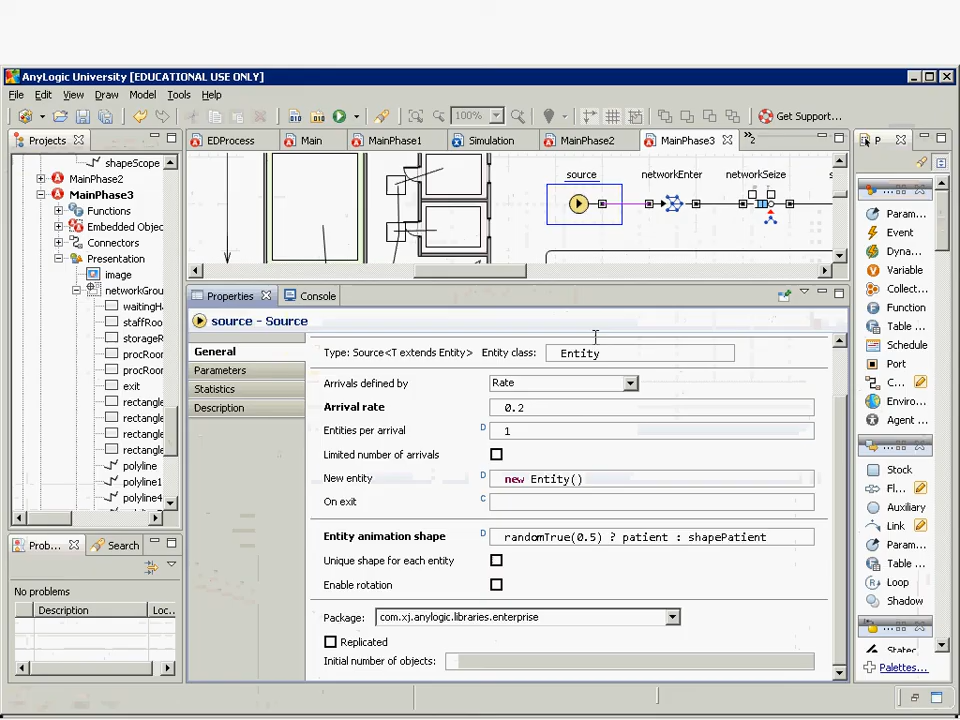 AnyLogic University [EDUCATIONAL USE ONLY]
File Edit View Draw Model Tools Help
100%
Get Support...
Projects
EDProcess
Main
MainPhase1
Simulation
MainPhase2
MainPhase3
2
P
shapeScope
MainPhase2
MainPhase3
Functions
Embedded Objec
Connectors
Presentation
image
networkGrou
waitingHa
staffRoo
storageR
procRoor
procRoor
exit
rectangle
rectangle
rectangle
rectangle
polyline
polyline1
polyline4
source
networkEnter
networkSeize
Properties
Console
source - Source
General
Parameters
Statistics
Description
Type: Source<T extends Entity> Entity class: Entity
Arrivals defined by Rate
Arrival rate 0.2
Entities per arrival D 1
Limited number of arrivals
New entity D new Entity()
On exit C
Entity animation shape D randomTrue(0.5) ? patient : shapePatient
Unique shape for each entity
Enable rotation
Package: com.xj.anylogic.libraries.enterprise
Replicated
Initial number of objects:
Prob...
Search
No problems
Description
Loc...
Param...
Event
Dyna...
Variable
Collect...
Function
Table ...
Schedule
Port
C...
Enviro...
Agent ...
Stock
Fl...
Auxiliary
Link
Param...
Table ...
Loop
Shadow
Palettes...